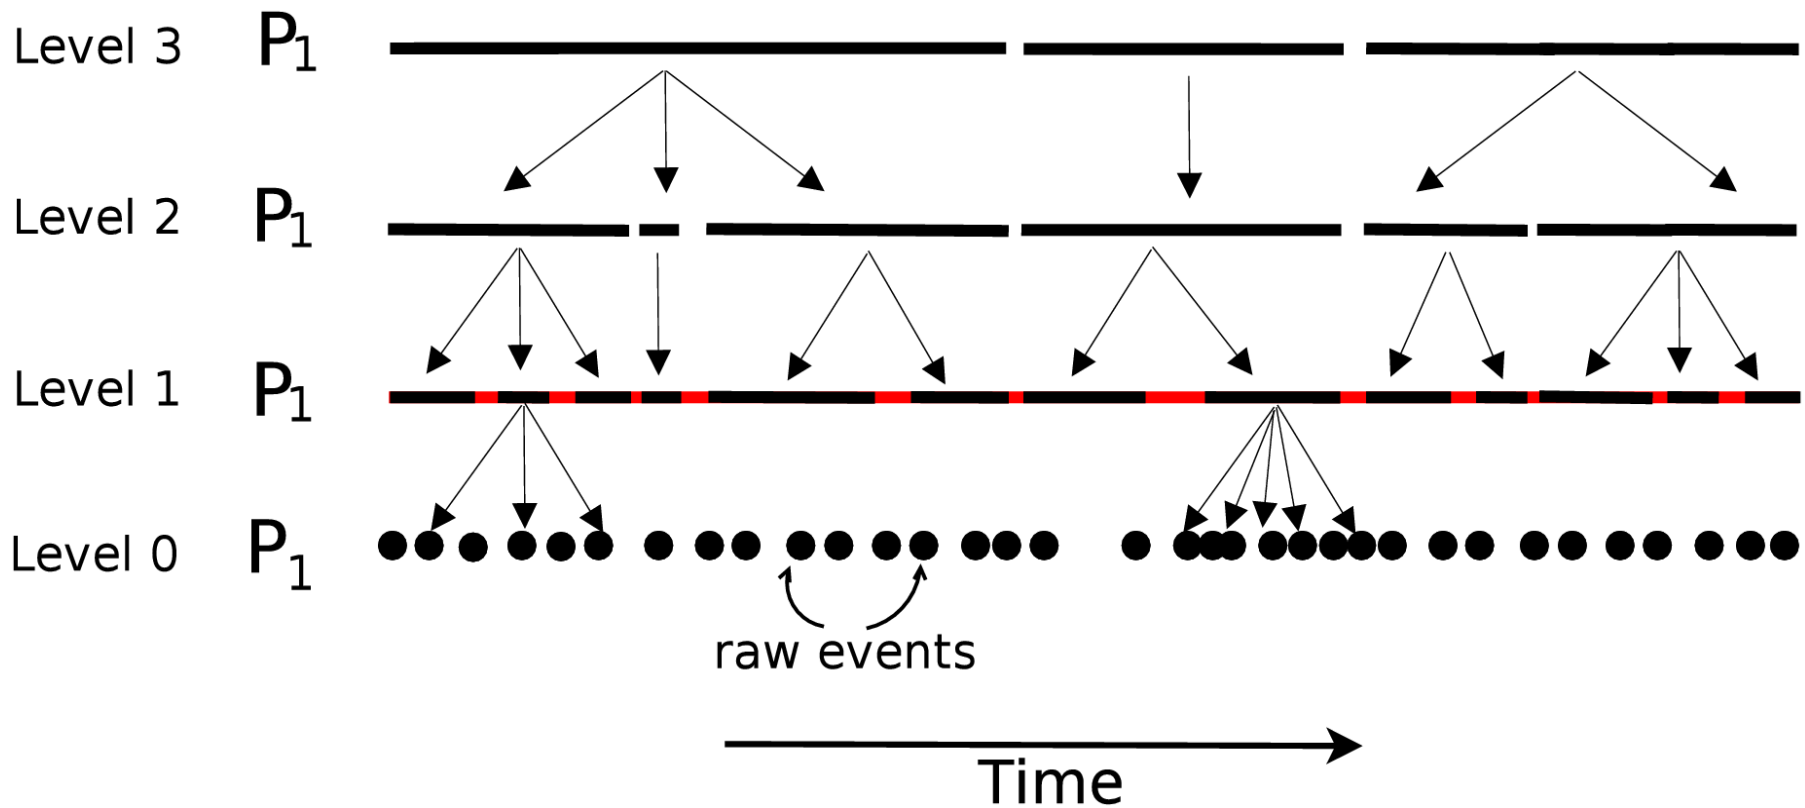 Level 3 P1
Level 2 P1
Level 1 P1
Level 0 P1
raw events
Time